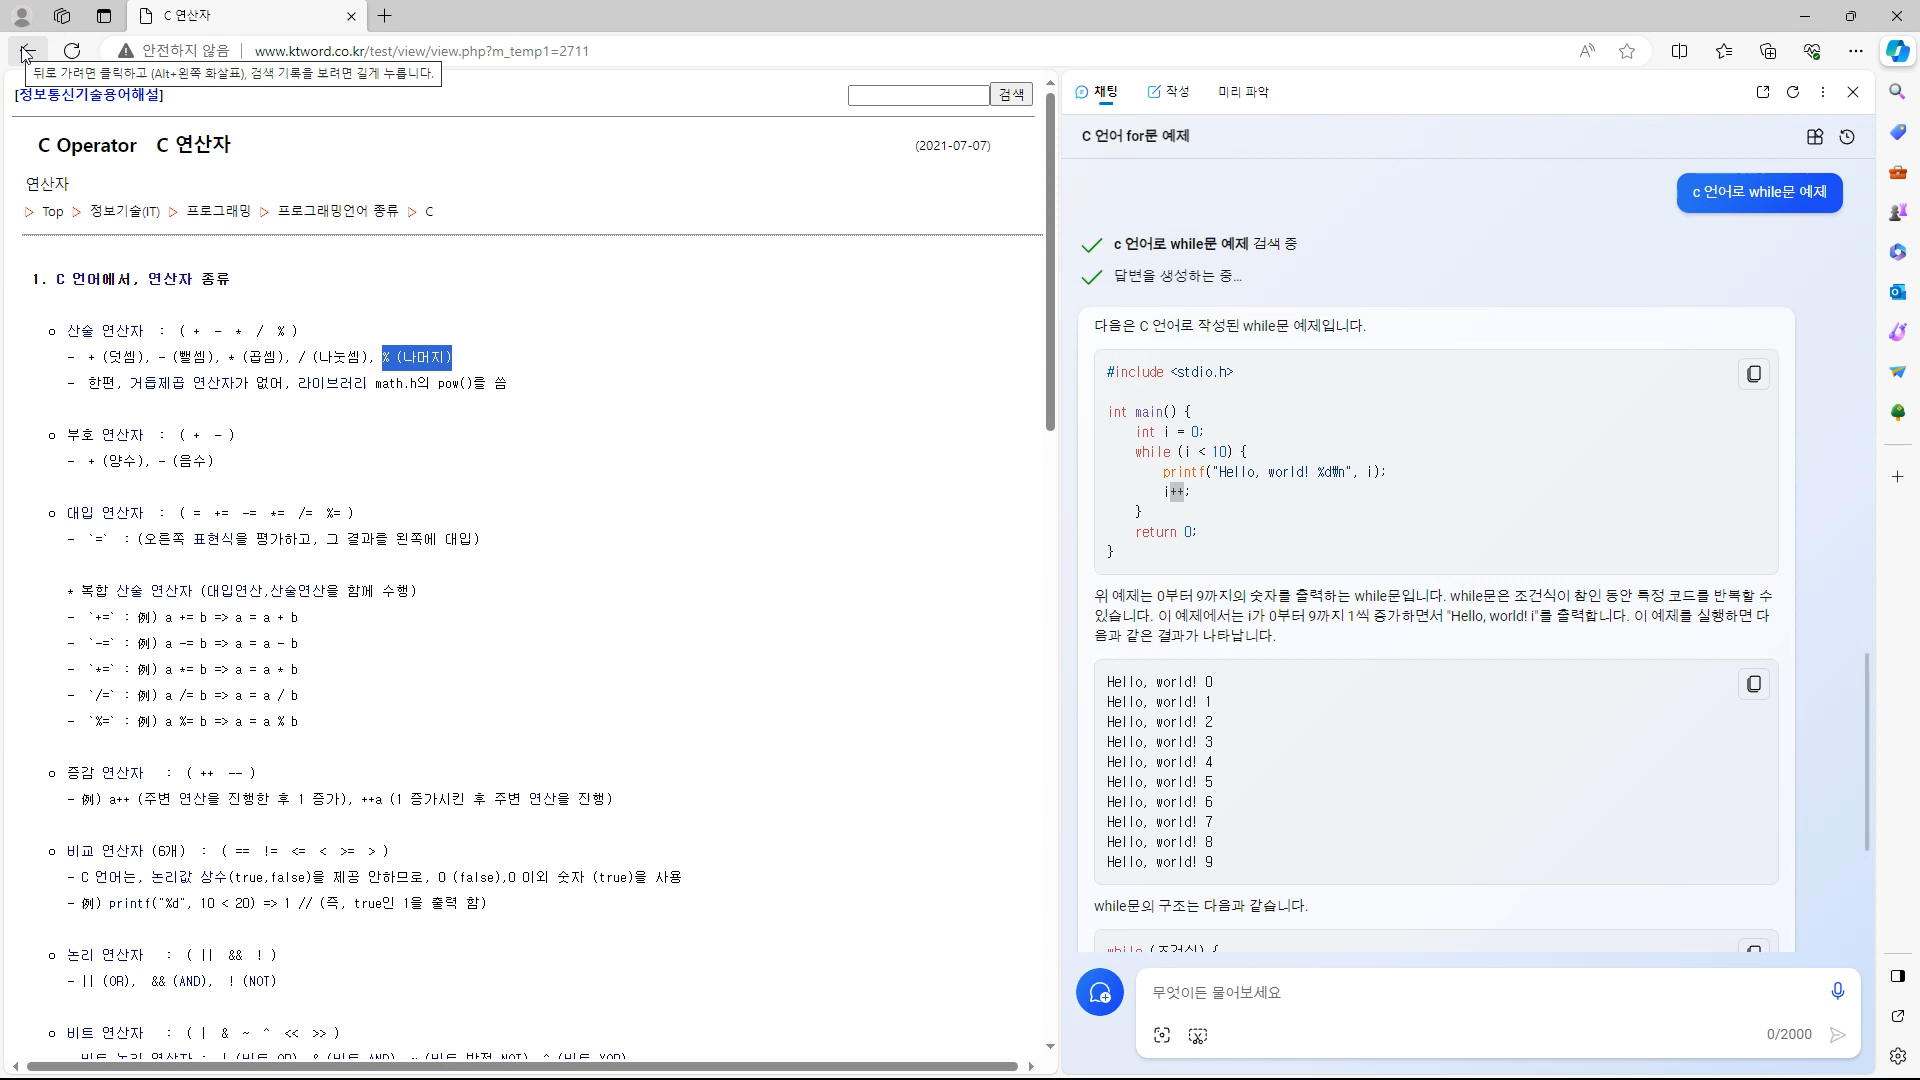 C 연산자
안전하지 않음
www.ktword.co.kr/test/view/view.php?m_temp1=2711
뒤로 가려면 클릭하고 (Alt+왼쪽 화살표), 검색 기록을 보려면 길게 누릅니다.
[정보통신기술용어해설]
검색
C Operator C 연산자
(2021-07-07)
연산자
▷ Top ▷ 정보기술(IT) ▷ 프로그래밍 ▷ 프로그래밍언어 종류 ▷ C
1. C 언어에서, 연산자 종류
ㅇ 산술 연산자 : ( + - * / % )
- + (덧셈), - (뺄셈), * (곱셈), / (나눗셈), % (나머지)
- 한편, 거듭제곱 연산자가 없어, 라이브러리 math.h의 pow()를 씀
ㅇ 부호 연산자 : ( + - )
- + (양수), - (음수)
ㅇ 대입 연산자 : ( = += -= *= /= %= )
- `=` : (오른쪽 표현식을 평가하고, 그 결과를 왼쪽에 대입)
* 복합 산술 연산자 (대입연산,산술연산을 함께 수행)
- `+=` : 例) a += b => a = a + b
- `-=` : 例) a -= b => a = a - b
- `*=` : 例) a *= b => a = a * b
- `/=` : 例) a /= b => a = a / b
- `%=` : 例) a %= b => a = a % b
ㅇ 증감 연산자 : ( ++ -- )
- 例) a++ (주변 연산을 진행한 후 1 증가), ++a (1 증가시킨 후 주변 연산을 진행)
ㅇ 비교 연산자 (6개) : ( == != <= < >= > )
- C 언어는, 논리값 상수(true,false)을 제공 안하므로, 0 (false),0 이외 숫자 (true)을 사용
- 例) printf("%d", 10 < 20) => 1 // (즉, true인 1을 출력 함)
ㅇ 논리 연산자 : ( || && ! )
- || (OR), && (AND), ! (NOT)
ㅇ 비트 연산자 : ( | & ~ ^ << >> )
- 비트 논리 연산자 : | (비트 OR), & (비트 AND), ~ (비트 반전 NOT), ^ (비트 XOR)
채팅
작성
미리 파악
C 언어 for문 예제
c 언어로 while문 예제
c 언어로 while문 예제 검색 중
답변을 생성하는 중...
다음은 C 언어로 작성된 while문 예제입니다.
#include <stdio.h>
int main() {
int i = 0;
while (i < 10) {
printf("Hello, world! %d₩n", i);
i++;
}
return 0;
}
위 예제는 0부터 9까지의 숫자를 출력하는 while문입니다. while문은 조건식이 참인 동안 특정 코드를 반복할 수
있습니다. 이 예제에서는 i가 0부터 9까지 1씩 증가하면서 "Hello, world! i"를 출력합니다. 이 예제를 실행하면 다
음과 같은 결과가 나타납니다.
Hello, world! 0
Hello, world! 1
Hello, world! 2
Hello, world! 3
Hello, world! 4
Hello, world! 5
Hello, world! 6
Hello, world! 7
Hello, world! 8
Hello, world! 9
while문의 구조는 다음과 같습니다.
while (조건식) {
무엇이든 물어보세요
0/2000